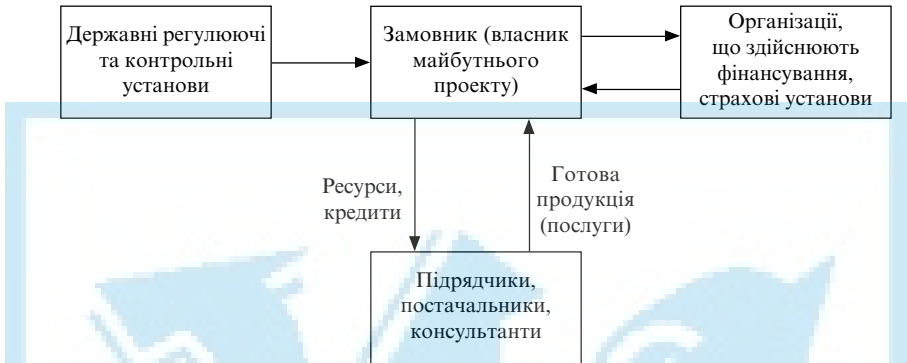 Державні регулюючі
та контрольні
установи
Замовник (власник
майбутнього
проекту)
Організації,
що здійснюють
фінансування,
страхові установи
Ресурси,
кредити
Готова
продукція
(послуги)
Підрядчики,
постачальники,
консультанти